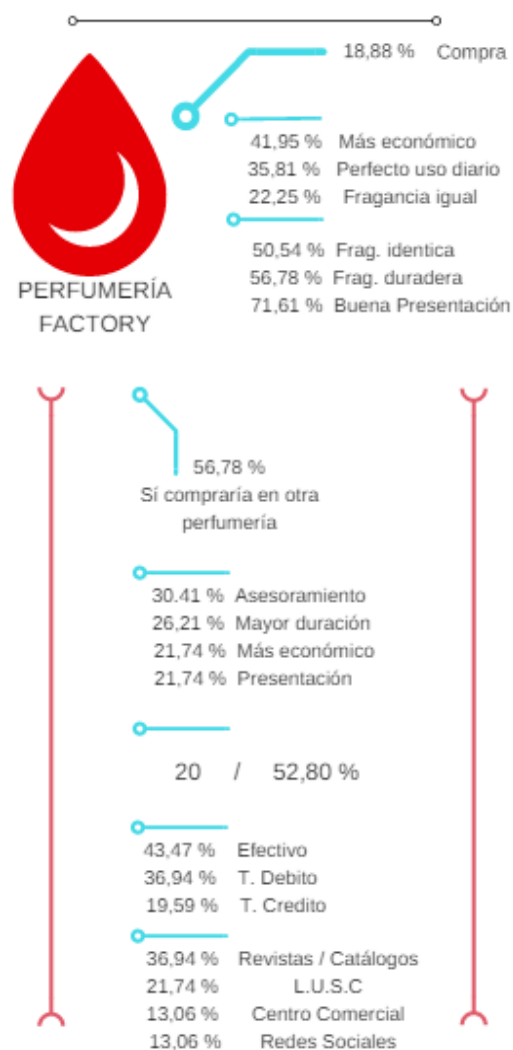 18,88 % Compra
41,95 % Más económico
35,81 % Perfecto uso diario
22,25 % Fragancia igual
50,54 % Frag. identica
56,78 % Frag. duradera
71,61 % Buena Presentación
PERFUMERÍA
FACTORY
56,78 %
Sí compraría en otra
perfumería
30.41 % Asesoramiento
26,21 % Mayor duración
21,74 % Más económico
21,74 % Presentación
20 / 52,80 %
43,47 % Efectivo
36,94 % T. Debito
19,59 % T. Credito
36,94 % Revistas / Catálogos
21,74 % L.U.S.C
13,06 % Centro Comercial
13,06 % Redes Sociales